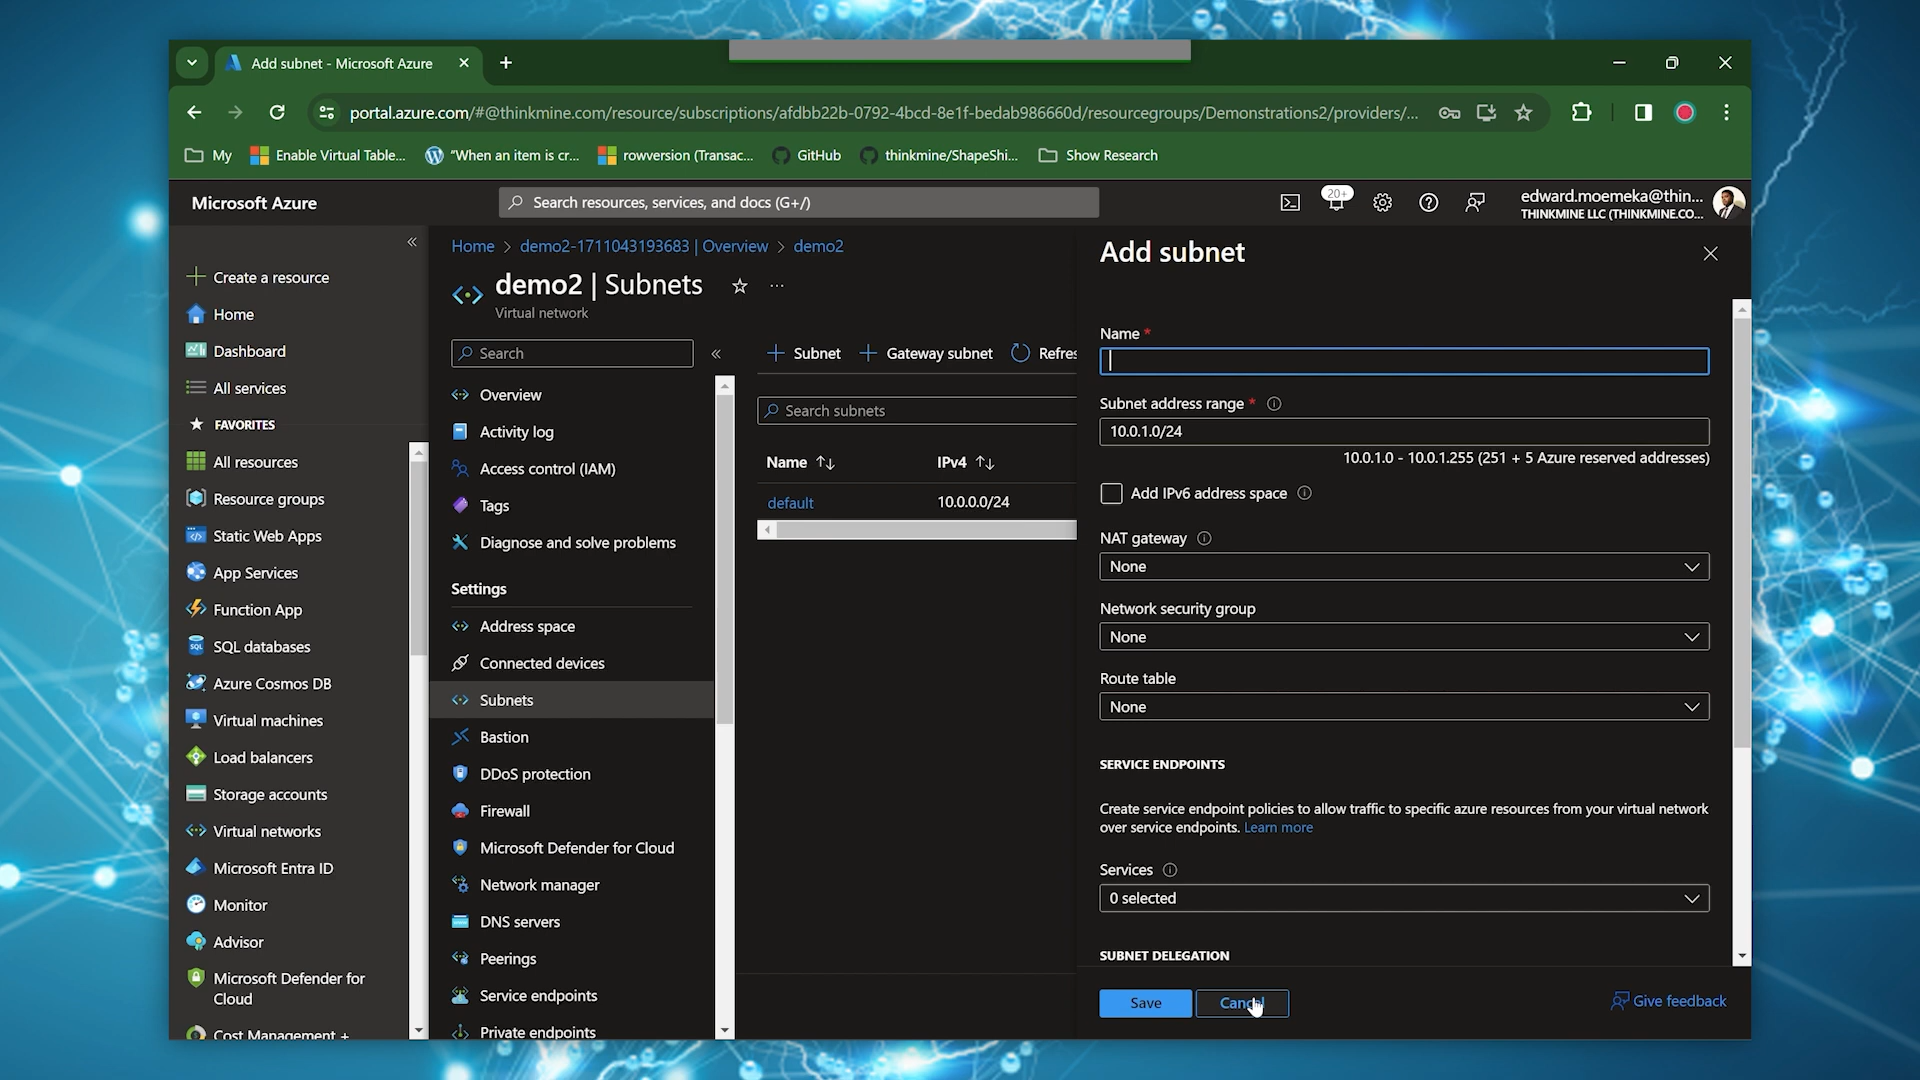 Add subnet - Microsoft Azure
portal.azure.com/#@thinkmine.com/resource/subscriptions/afdbb22b-0792-4bcd-8e1f-bedab986660d/resourcegroups/Demonstrations2/providers/...
My
Enable Virtual Table...
"When an item is cr...
rowversion (Transac...
GitHub
thinkmine/ShapeShi...
Show Research
Microsoft Azure
Search resources, services, and docs (G+/)
20+
edward.moemeka@thin...
THINKMINE LLC (THINKMINE.CO...
Create a resource
Home
Dashboard
All services
FAVORITES
All resources
Resource groups
Static Web Apps
App Services
Function App
SQL databases
Azure Cosmos DB
Virtual machines
Load balancers
Storage accounts
Virtual networks
Microsoft Entra ID
Monitor
Advisor
Microsoft Defender for
Cloud
Cost Management +
Home > demo2-1711043193683 | Overview > demo2
demo2 | Subnets
Virtual network
Search
Overview
Activity log
Access control (IAM)
Tags
Diagnose and solve problems
Settings
Address space
Connected devices
Subnets
Bastion
DDoS protection
Firewall
Microsoft Defender for Cloud
Network manager
DNS servers
Peerings
Service endpoints
Private endpoints
Subnet
Gateway subnet
Refres
Search subnets
Name
IPv4
default
10.0.0.0/24
Add subnet
Name *
Subnet address range *
10.0.1.0/24
10.0.1.0 - 10.0.1.255 (251 + 5 Azure reserved addresses)
Add IPv6 address space
NAT gateway
None
Network security group
None
Route table
None
SERVICE ENDPOINTS
Create service endpoint policies to allow traffic to specific azure resources from your virtual network
over service endpoints. Learn more
Services
0 selected
SUBNET DELEGATION
Save
Cancel
Give feedback